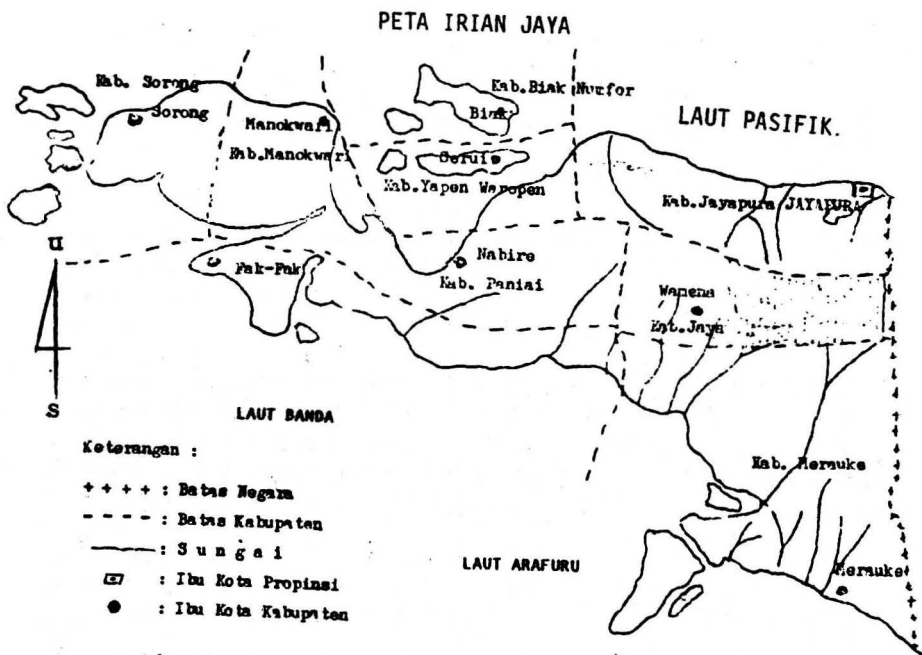 PETA IRIAN JAYA
Kab. Sorong
Sorong
Manokwari
Kab.Manokwari
Kab.Biak Numfor
Biak
Serui
Kab.Yapen Waropen
LAUT PASIFIK.
Kab.Jayapura JAYAPURA
U
S
Fak-Fak
Nabire
Kab. Paniai
Wamena
Kab.Jaya
LAUT BANDA
Kab. Merauke
Merauke
LAUT ARAFURU
Keterangan :
+ + + + : Batas Negara
- - - - - : Batas Kabupaten
: S u n g a i
: Ibu Kota Propinsi
: Ibu Kota Kabupaten